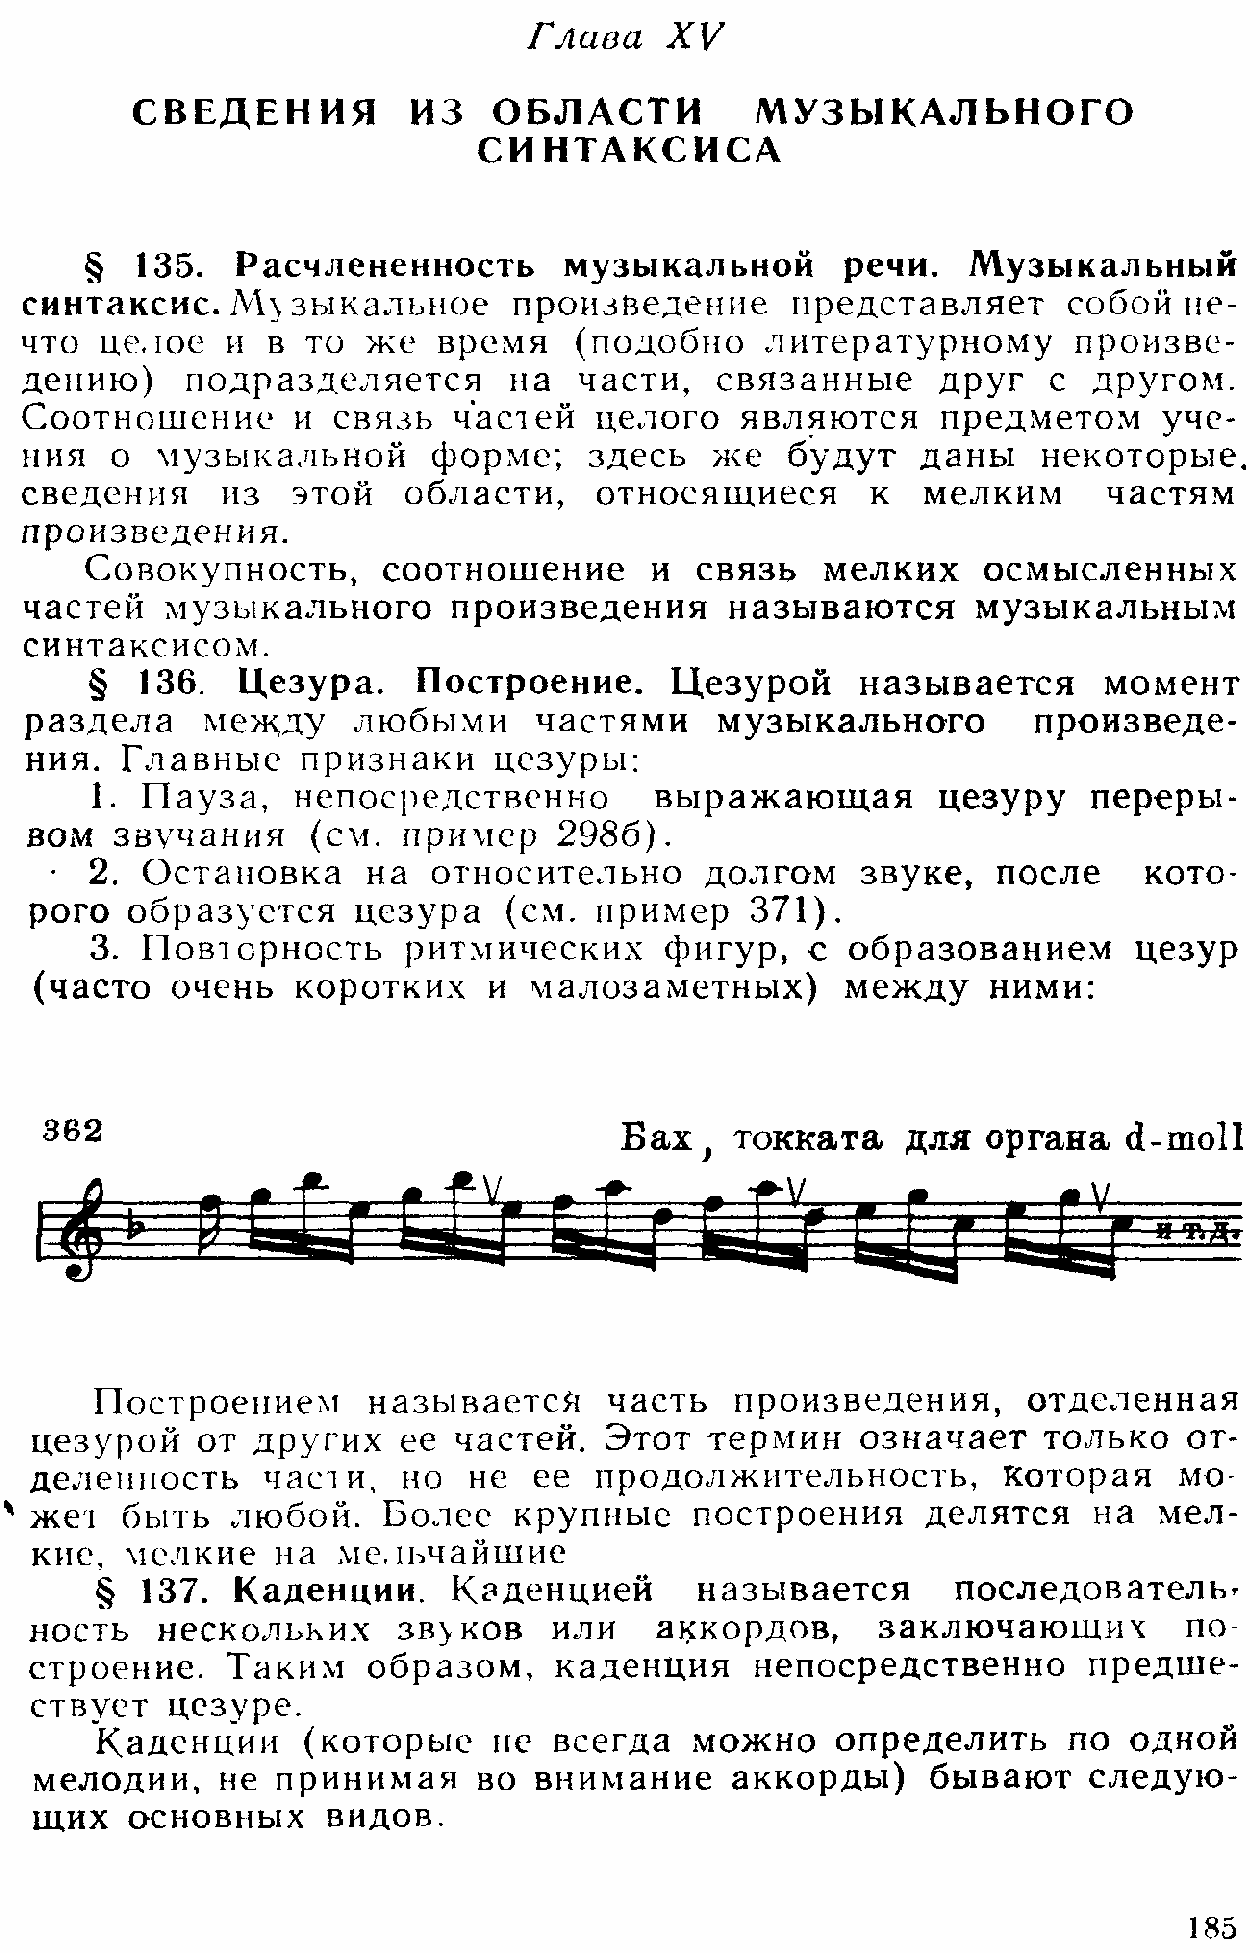 Глава XV
СВЕДЕНИЯ ИЗ ОБЛАСТИ МУЗЫКАЛЬНОГО
СИНТАКСИСА
§ 135. Расчлененность музыкальной речи. Музыкальный
синтаксис. Музыкальное произведение представляет собой не-
что целое и в то же время (подобно литературному произве-
дению) подразделяется на части, связанные друг с другом.
Соотношение и связь частей целого являются предметом уче-
ния о музыкальной форме; здесь же будут даны некоторые
сведения из этой области, относящиеся к мелким частям
произведения.
Совокупность, соотношение и связь мелких осмысленных
частей музыкального произведения называются музыкальным
синтаксисом.
§ 136. Цезура. Построение. Цезурой называется момент
раздела между любыми частями музыкального произведе-
ния. Главные признаки цезуры:
1. Пауза, непосредственно выражающая цезуру переры-
вом звучания (см. пример 298б).
2. Остановка на относительно долгом звуке, после кото-
рого образуется цезура (см. пример 371).
3. Повторность ритмических фигур, с образованием цезур
(часто очень коротких и малозаметных) между ними:
362
Бах, токката для органа d-moll
и т.д.
Построением называется часть произведения, отделенная
цезурой от других ее частей. Этот термин означает только от-
деленность части, но не ее продолжительность, которая мо-
жет быть любой. Более крупные построения делятся на мел-
кие, мелкие на мельчайшие
§ 137. Каденции. Каденцией называется последователь-
ность нескольких звуков или аккордов, заключающих по-
строение. Таким образом, каденция непосредственно предше-
ствует цезуре.
Каденции (которые не всегда можно определить по одной
мелодии, не принимая во внимание аккорды) бывают следую-
щих основных видов.
185